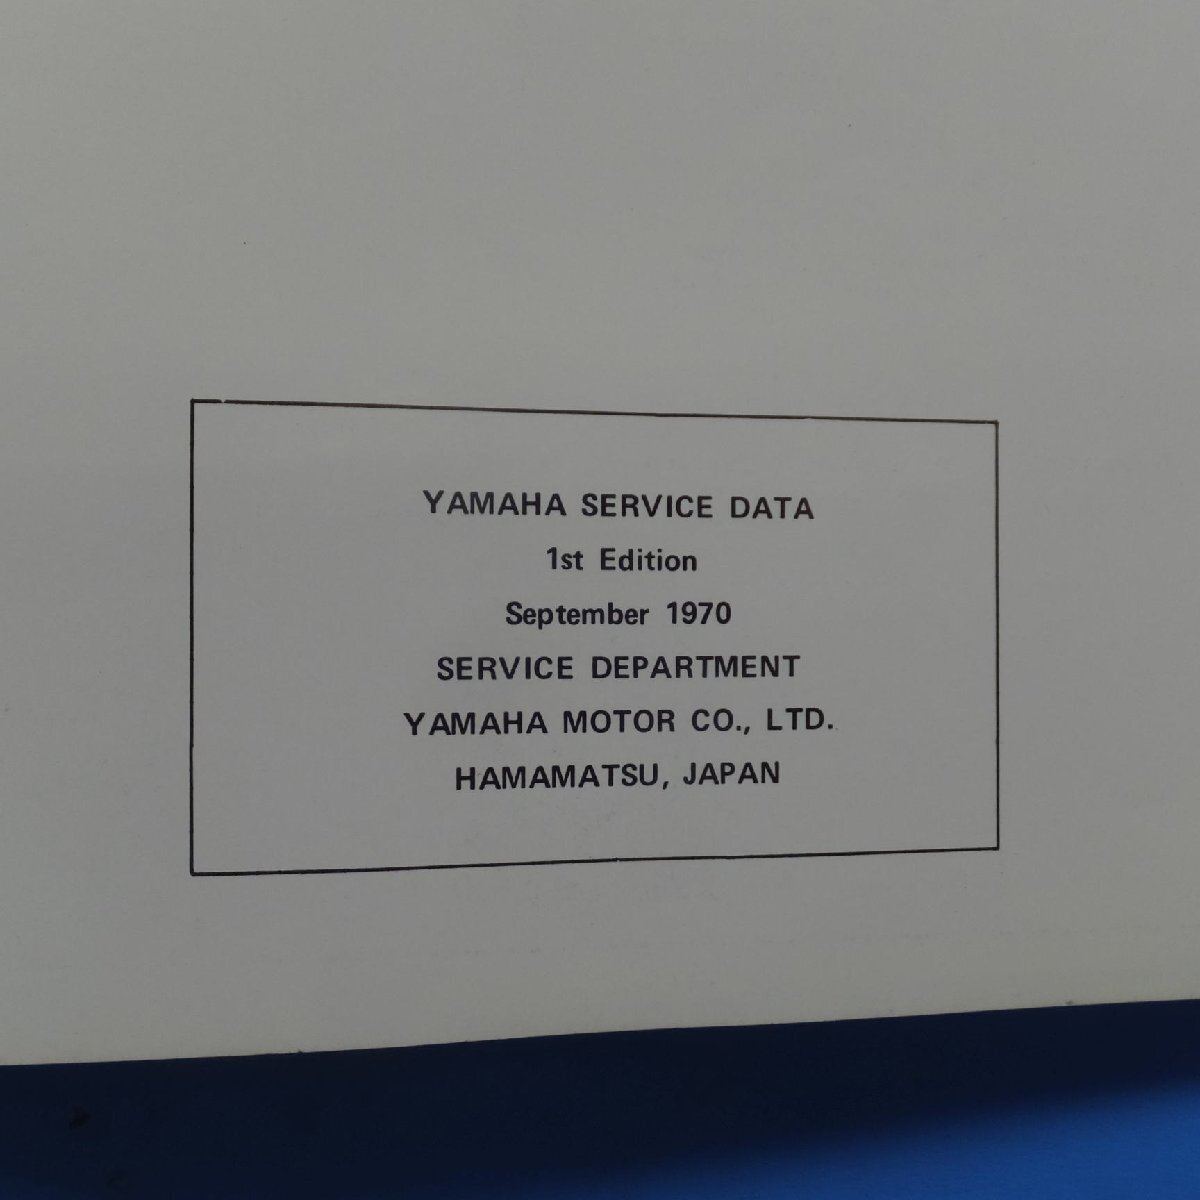 YAMAHA SERVICE DATA
1st Edition
September 1970
SERVICE DEPARTMENT
YAMAHA MOTOR CO., LTD.
HAMAMATSU, JAPAN